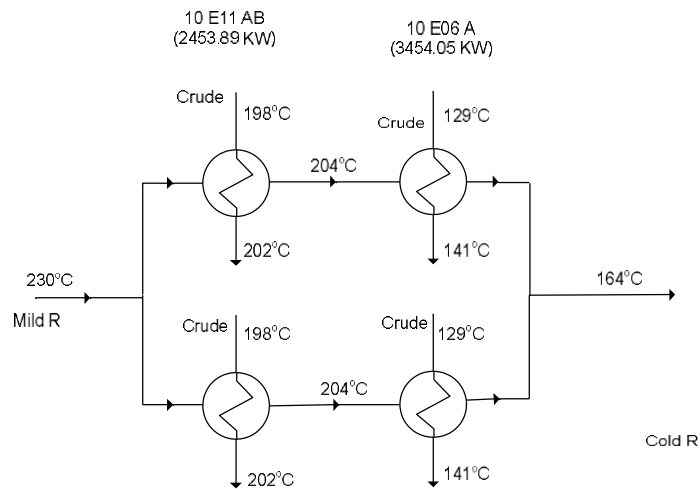 10 E11 AB
(2453.89 KW)
10 E06 A
(3454.05 KW)
Crude
198°C
Crude
129°C
204°C
202°C
141°C
230°C
164°C
Mild R
Crude
198°C
Crude
129°C
204°C
202°C
141°C
Cold R